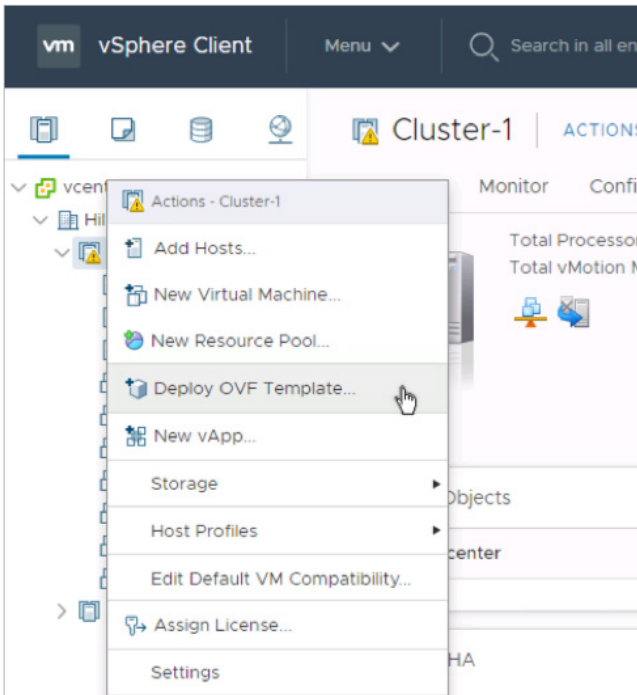 vm vSphere Client Menu Search in all en
Cluster-1 ACTIONS
vcent
Actions - Cluster-1
Monitor Confi
Hil
Total Processor
Add Hosts...
Total vMotion M
New Virtual Machine...
New Resource Pool...
Deploy OVF Template...
New vApp...
Storage
Objects
Host Profiles
center
Edit Default VM Compatibility...
Assign License...
HA
Settings